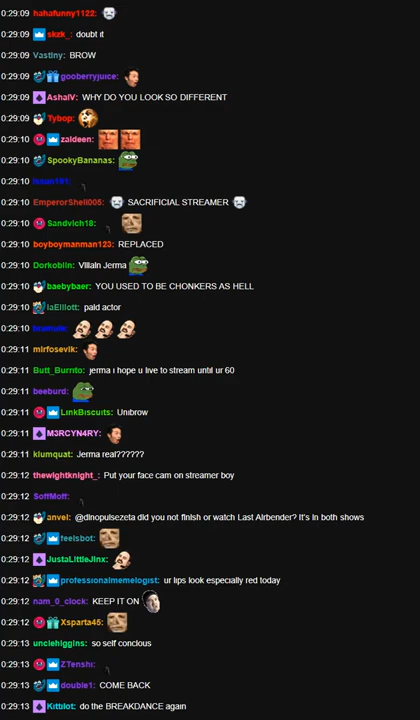 0:29:09 hahafunny1122:
0:29:09 skzk_: doubt it
0:29:09 Vastiny: BROW
0:29:09 gooberryjuice:
0:29:09 AshalV: WHY DO YOU LOOK SO DIFFERENT
0:29:09 Tybop:
0:29:10 zaldeen:
0:29:10 SpookyBananas:
0:29:10
0:29:10 EmperorShell005: SACRIFICIAL STREAMER
0:29:10 Sandvich18:
0:29:10 boyboymanman123: REPLACED
0:29:10 Dorkoblin: Villain Jerma
0:29:10 baebybaer: YOU USED TO BE CHONKERS AS HELL
0:29:10 iaElliott: paid actor
0:29:10
0:29:11 mirfosevik:
0:29:11 Butt_Burrito: jerma i hope u live to stream until ur 60
0:29:11 beeburd:
0:29:11 LinkBiscuits: Unibrow
0:29:11 M3RCYN4RY:
0:29:11 klumquat: Jerma real??????
0:29:12 thewightknight_: Put your face cam on streamer boy
0:29:12 SoffMoff:
0:29:12 anvel: @dinopulsezeta did you not finish or watch Last Airbender? It's in both shows
0:29:12 feelsbot:
0:29:12 JustaLittleJinx:
0:29:12 professionalmemelogist: ur lips look especially red today
0:29:12 nam_0_clock: KEEP IT ON
0:29:12 Xsparta45:
0:29:13 unclehiggins: so self concious
0:29:13 ZTenshi:
0:29:13 double1: COME BACK
0:29:13 Kittlot: do the BREAKDANCE again